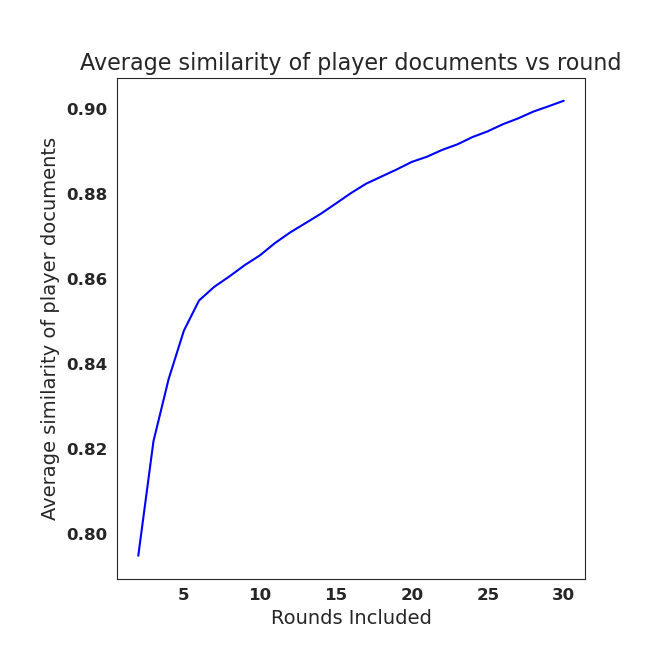 Average similarity of player documents vs round
Average similarity of player documents
0.90
0.88
0.86
0.84
0.82
0.80
5 10 15 20 25 30
Rounds Included